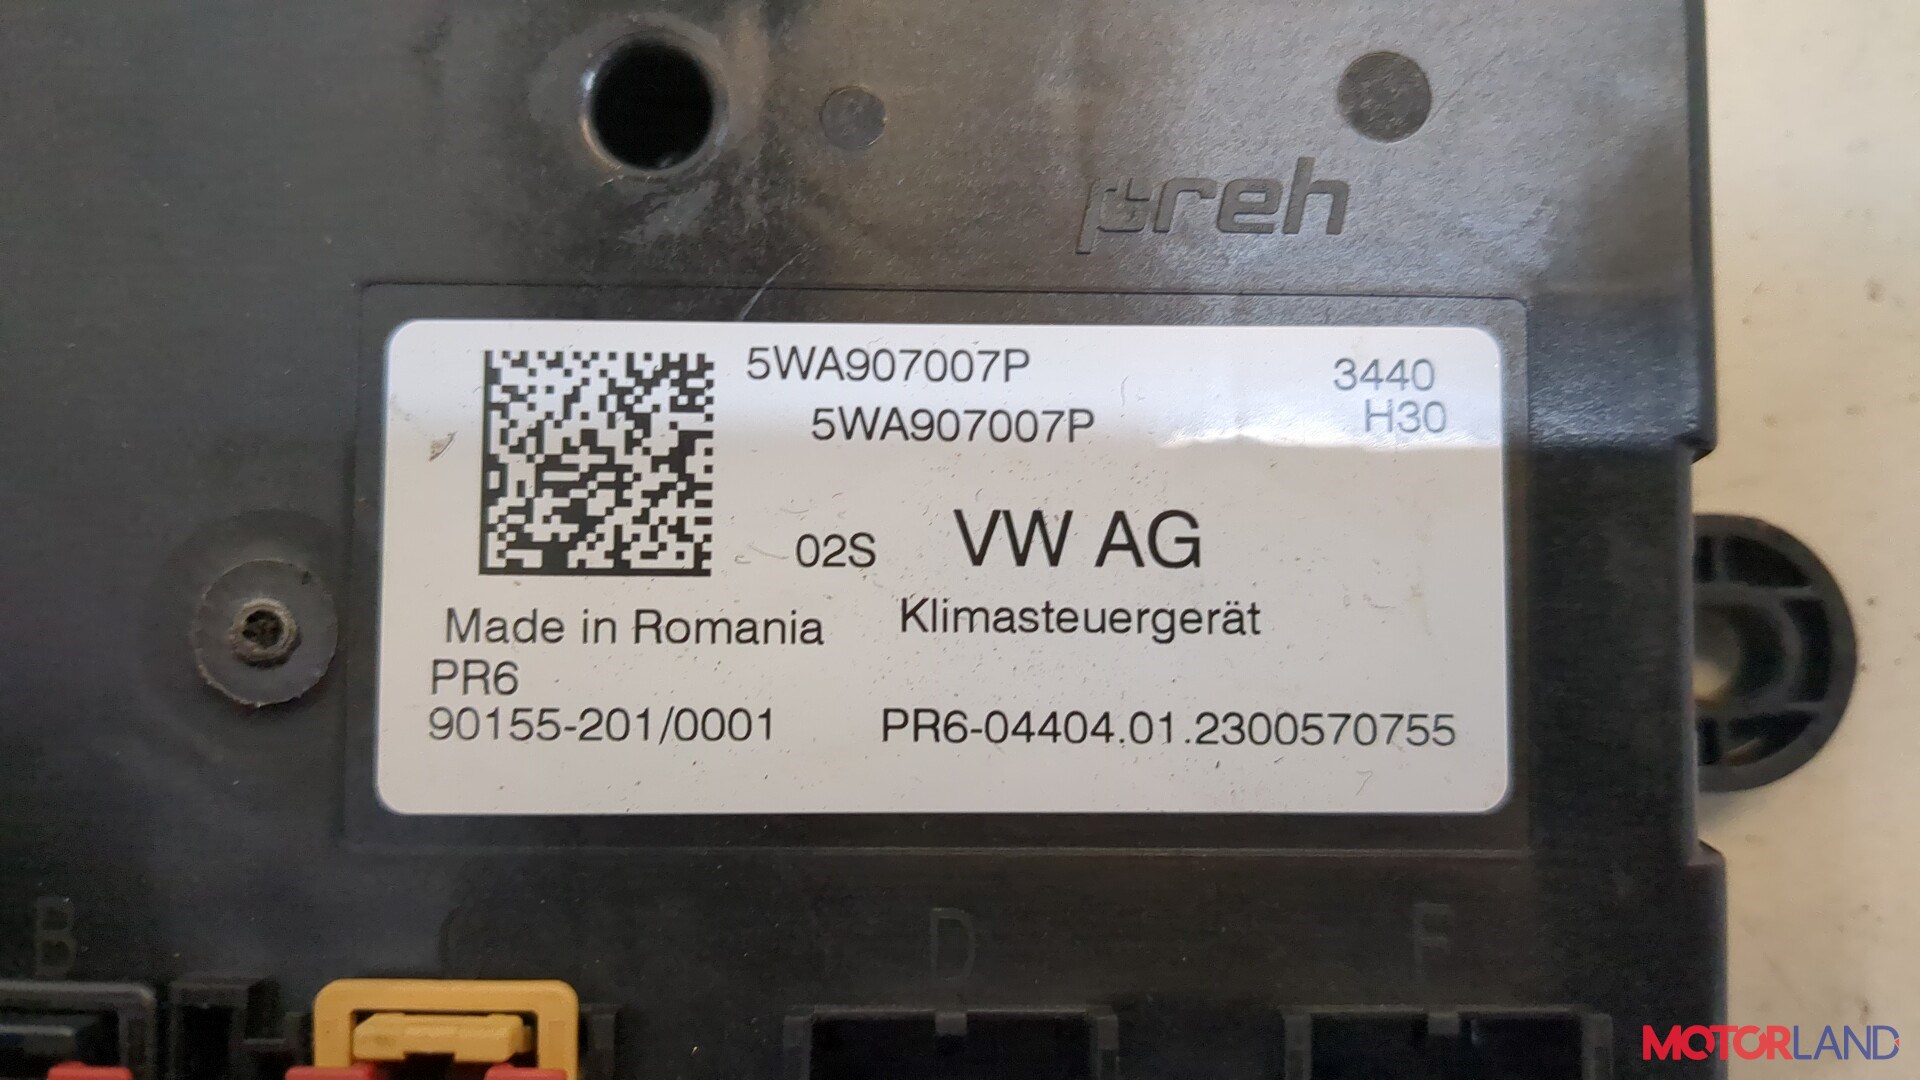 preh
5WA907007P
3440
5WA907007P
H30
02S
VW AG
Made in Romania
Klimasteuergerät
PR6
90155-201/0001
PR6-04404.01.2300570755
B
D
F
MOTORLAND